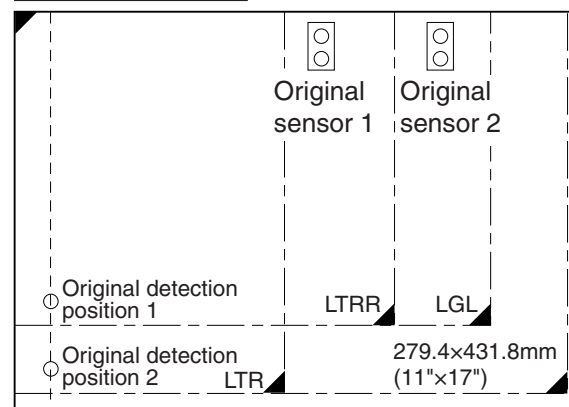 Original
sensor 1
Original
sensor 2
Original detection
position 1
LTRR
LGL
Original detection
position 2
LTR
279.4×431.8mm
(11"×17")